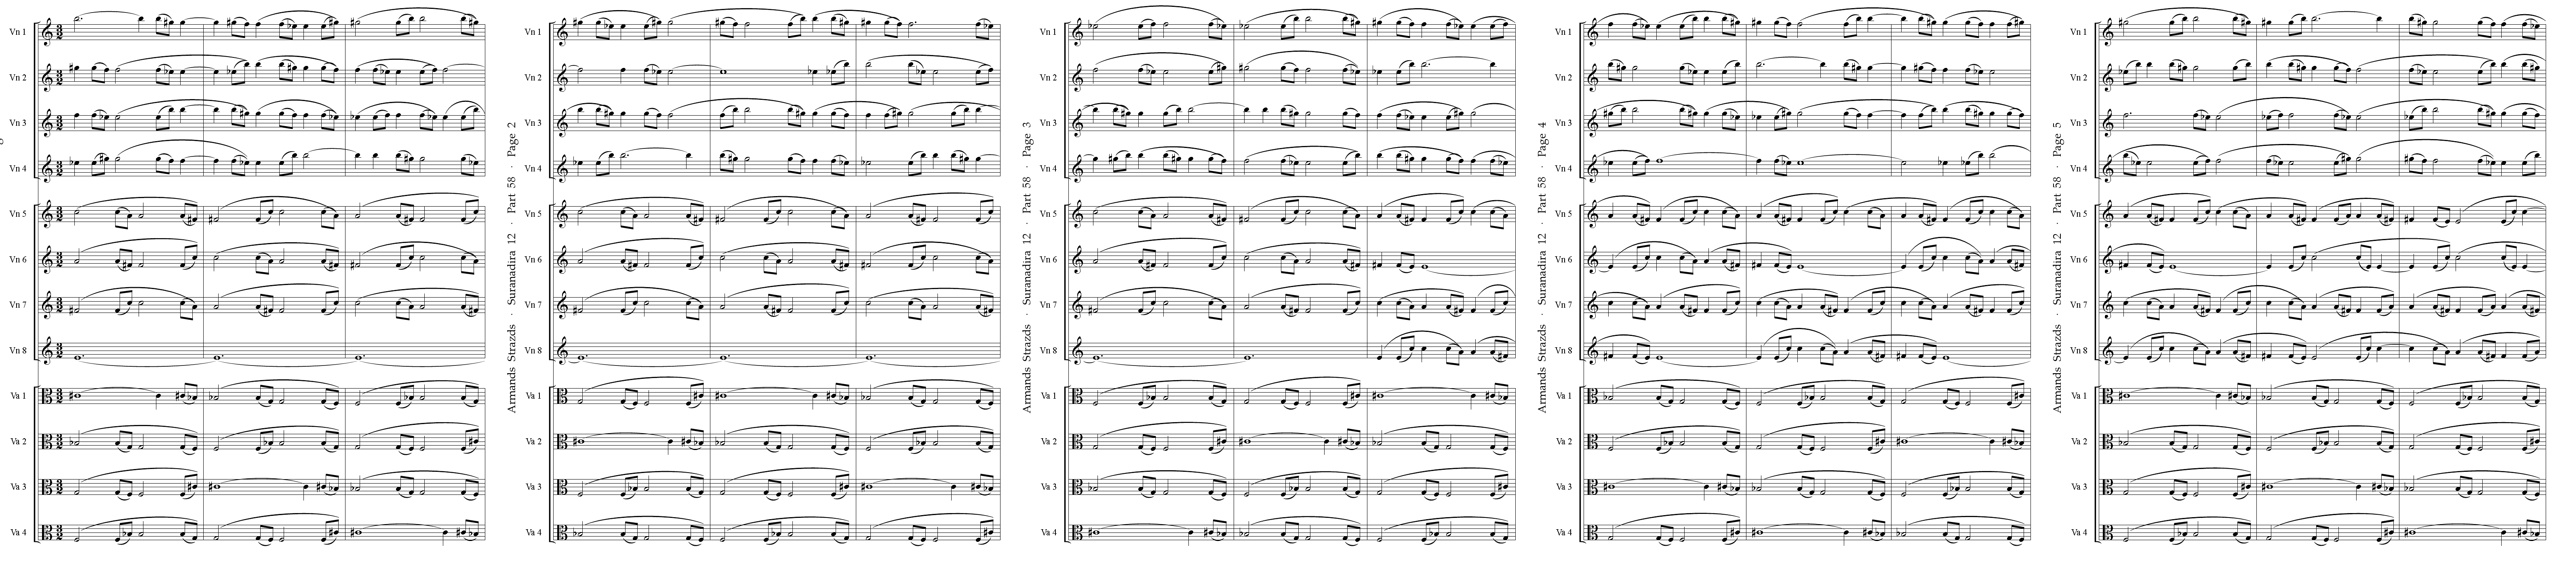 Vn 1
Vn 2
Vn 3
Vn 4
Vn 5
Vn 6
Vn 7
Vn 8
Va 1
Va 2
Va 3
Va 4
Armands Strazds · Suranadira 12 · Part 58 · Page 2
Vn 1
Vn 2
Vn 3
Vn 4
Vn 5
Vn 6
Vn 7
Vn 8
Va 1
Va 2
Va 3
Va 4
Armands Strazds · Suranadira 12 · Part 58 · Page 3
Vn 1
Vn 2
Vn 3
Vn 4
Vn 5
Vn 6
Vn 7
Vn 8
Va 1
Va 2
Va 3
Va 4
Armands Strazds · Suranadira 12 · Part 58 · Page 4
Vn 1
Vn 2
Vn 3
Vn 4
Vn 5
Vn 6
Vn 7
Vn 8
Va 1
Va 2
Va 3
Va 4
Armands Strazds · Suranadira 12 · Part 58 · Page 5
Vn 1
Vn 2
Vn 3
Vn 4
Vn 5
Vn 6
Vn 7
Vn 8
Va 1
Va 2
Va 3
Va 4